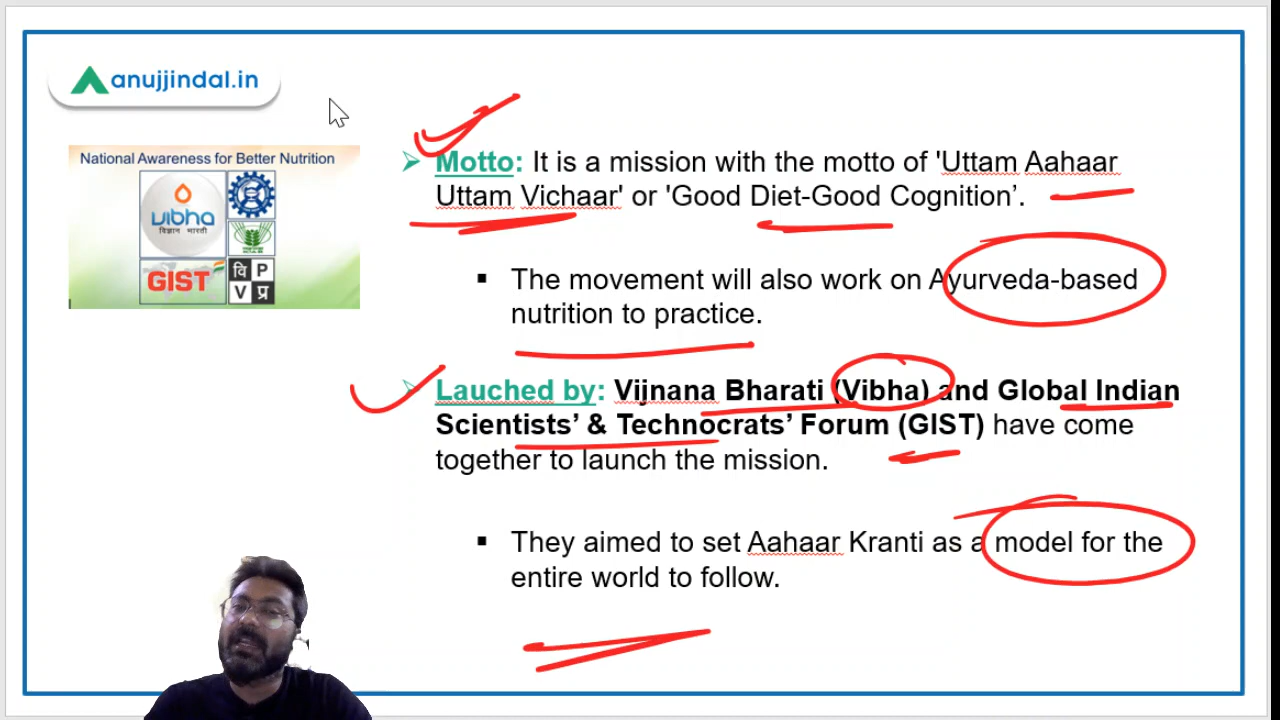 anujjindal.in
National Awareness for Better Nutrition
vibha
विज्ञान भारती
GIST
वि P
V प्र
➢ Motto: It is a mission with the motto of 'Uttam Aahaar
Uttam Vichaar' or 'Good Diet-Good Cognition’.
▪ The movement will also work on Ayurveda-based
nutrition to practice.
➢ Lauched by: Vijnana Bharati (Vibha) and Global Indian
Scientists’ & Technocrats’ Forum (GIST) have come
together to launch the mission.
▪ They aimed to set Aahaar Kranti as a model for the
entire world to follow.